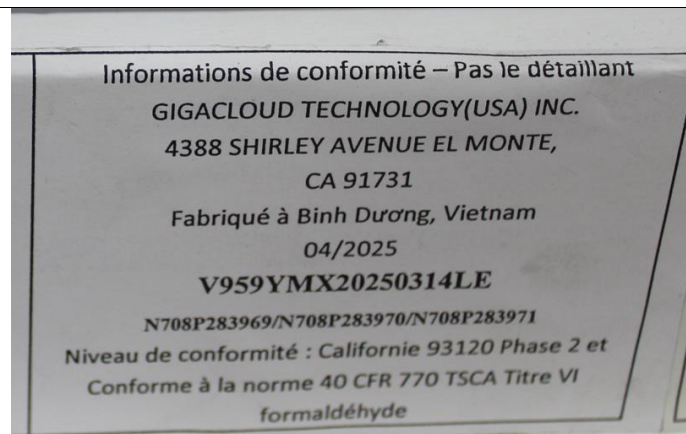 Informations de conformité – Pas le détaillant
GIGACLOUD TECHNOLOGY(USA) INC.
4388 SHIRLEY AVENUE EL MONTE,
CA 91731
Fabriqué à Bình Dương, Vietnam
04/2025
V959YMX20250314LE
N708P283969/N708P283970/N708P283971
Niveau de conformité : Californie 93120 Phase 2 et
Conforme à la norme 40 CFR 770 TSCA Titre VI
formaldéhyde